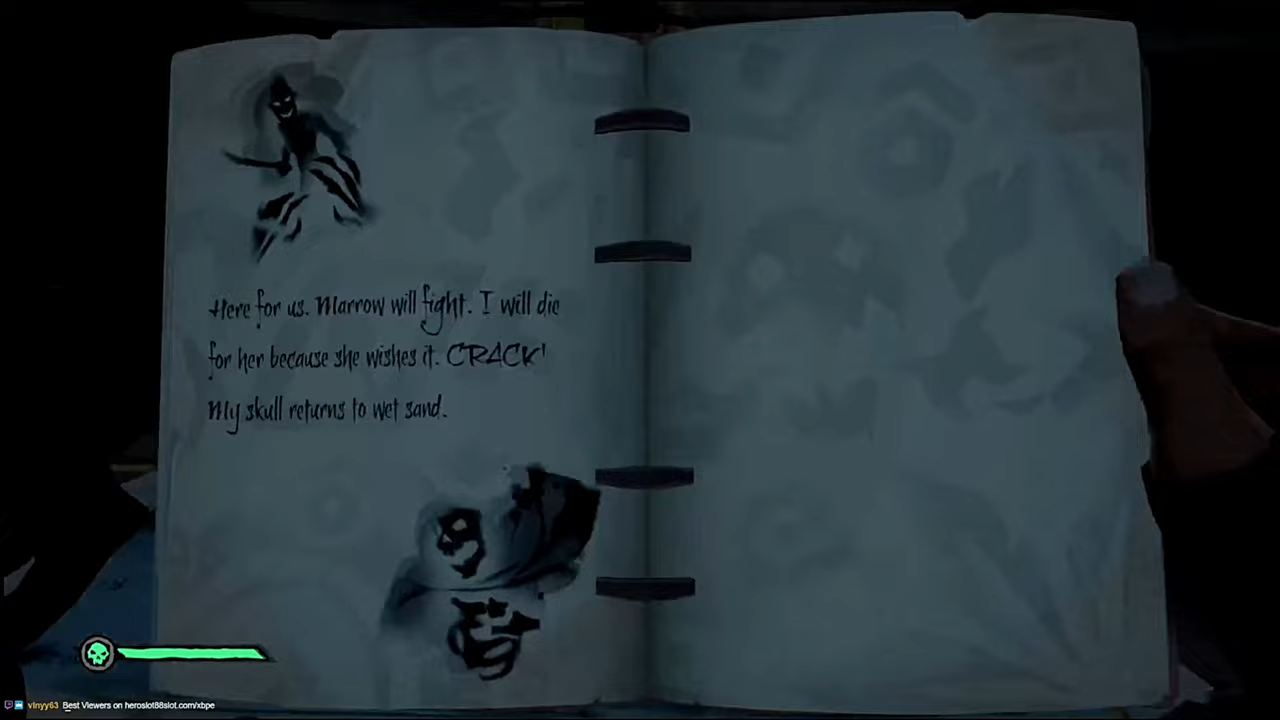 Here for us. Marrow will fight. I will die
for her because she wishes it. CRACK!
My skull returns to wet sand.
vinyy63 Best Viewers on heroslot88slot.com/xbpe